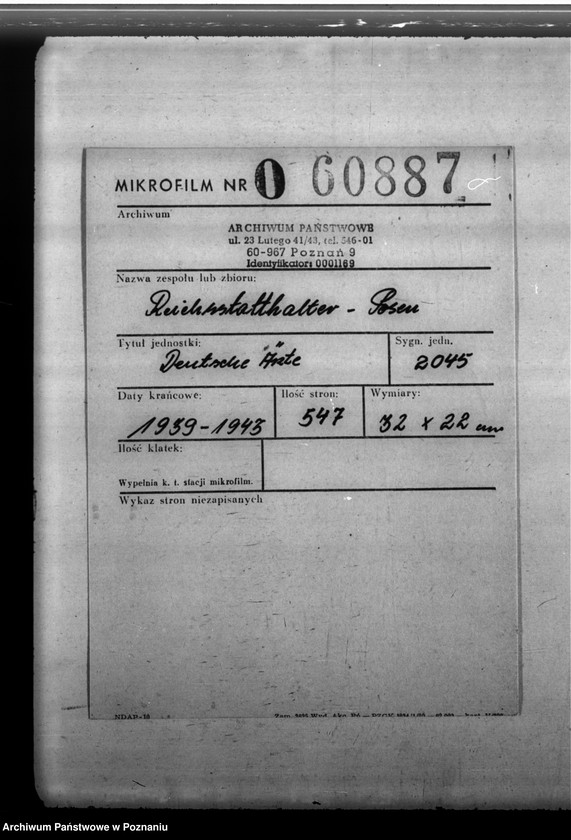 MIKROFILM NR 0 60887
Archiwum
ARCHIWUM PAŃSTWOWE
ul. 23 Lutego 41/43, tel. 546-01
60-967 Poznań 9
Identyfikator: 0001169
Nazwa zespołu lub zbioru:
Reichsstatthalter - Posen
Tytuł jednostki: Sygn. jedn.
Deutsche Ärzte 2045
Daty krańcowe: Ilość stron: Wymiary:
1939-1943 547 32 x 22 cm
Ilość klatek:
Wypełnia k. t. stacji mikrofilm.
Wykaz stron niezapisanych
NDAP-18
Archiwum Państwowe w Poznaniu